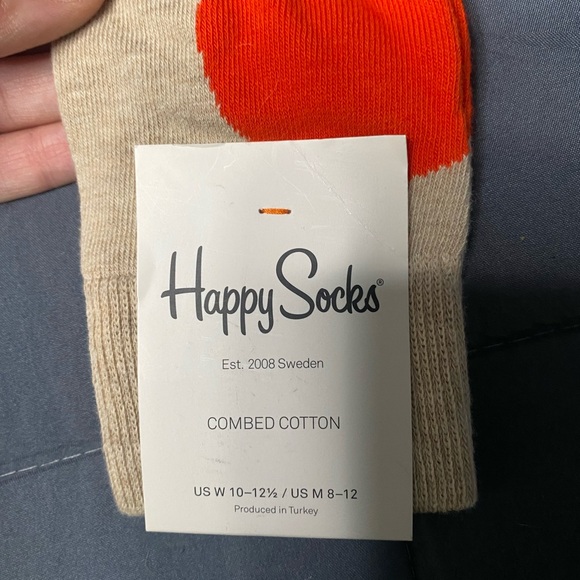 Happy Socks®
Est. 2008 Sweden
COMBED COTTON
US W 10–12½ / US M 8–12
Produced in Turkey